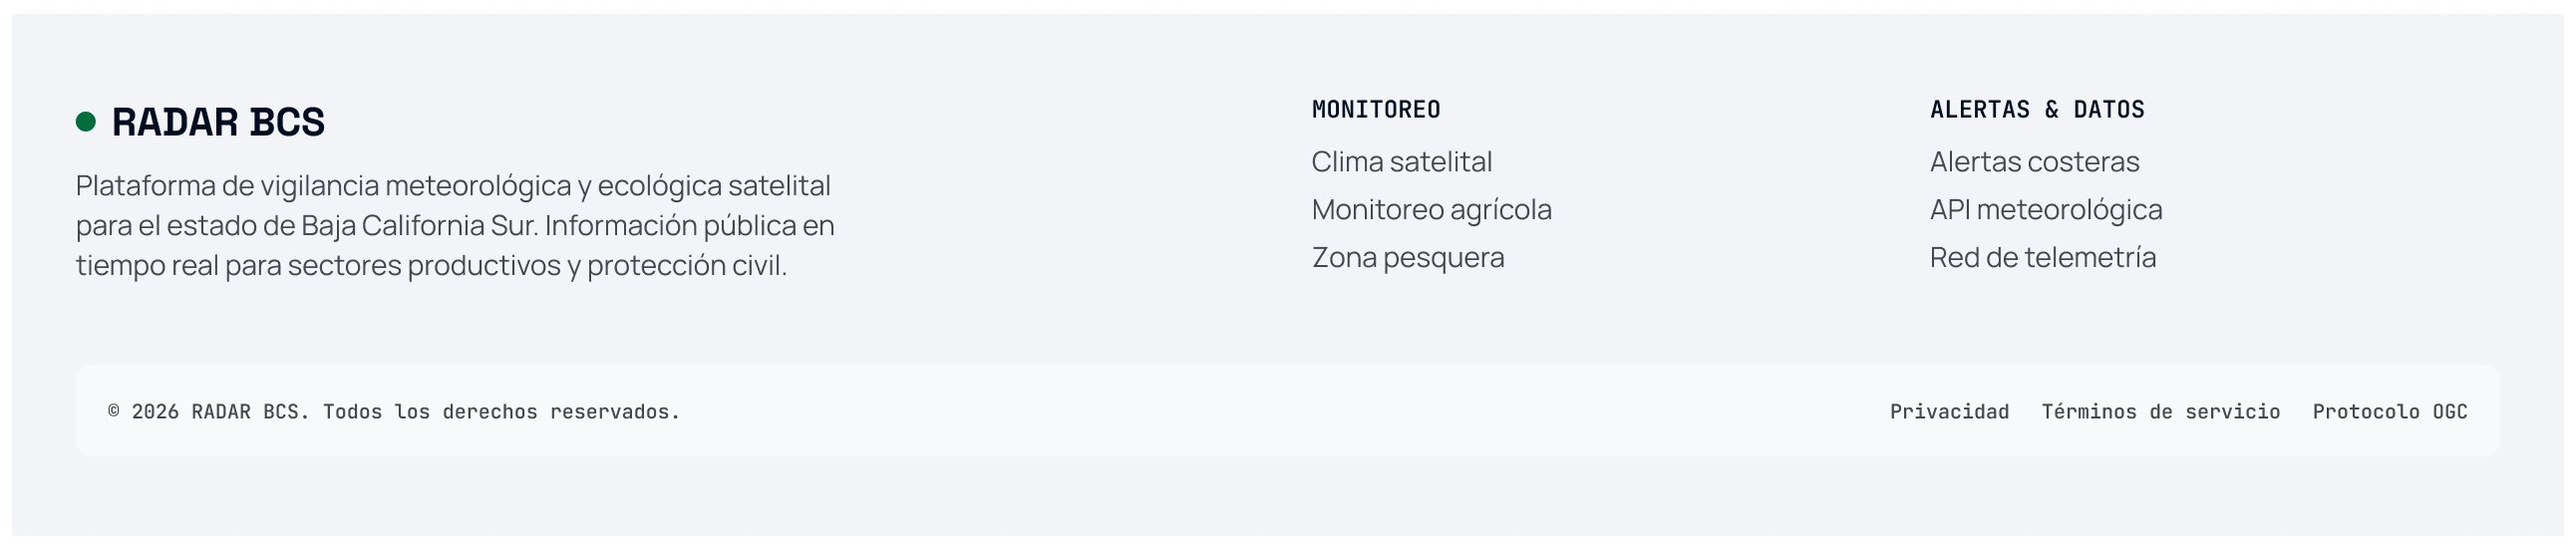 RADAR BCS
Plataforma de vigilancia meteorológica y ecológica satelital
para el estado de Baja California Sur. Información pública en
tiempo real para sectores productivos y protección civil.
MONITOREO
Clima satelital
Monitoreo agrícola
Zona pesquera
ALERTAS & DATOS
Alertas costeras
API meteorológica
Red de telemetría
© 2026 RADAR BCS. Todos los derechos reservados.
Privacidad Términos de servicio Protocolo OGC